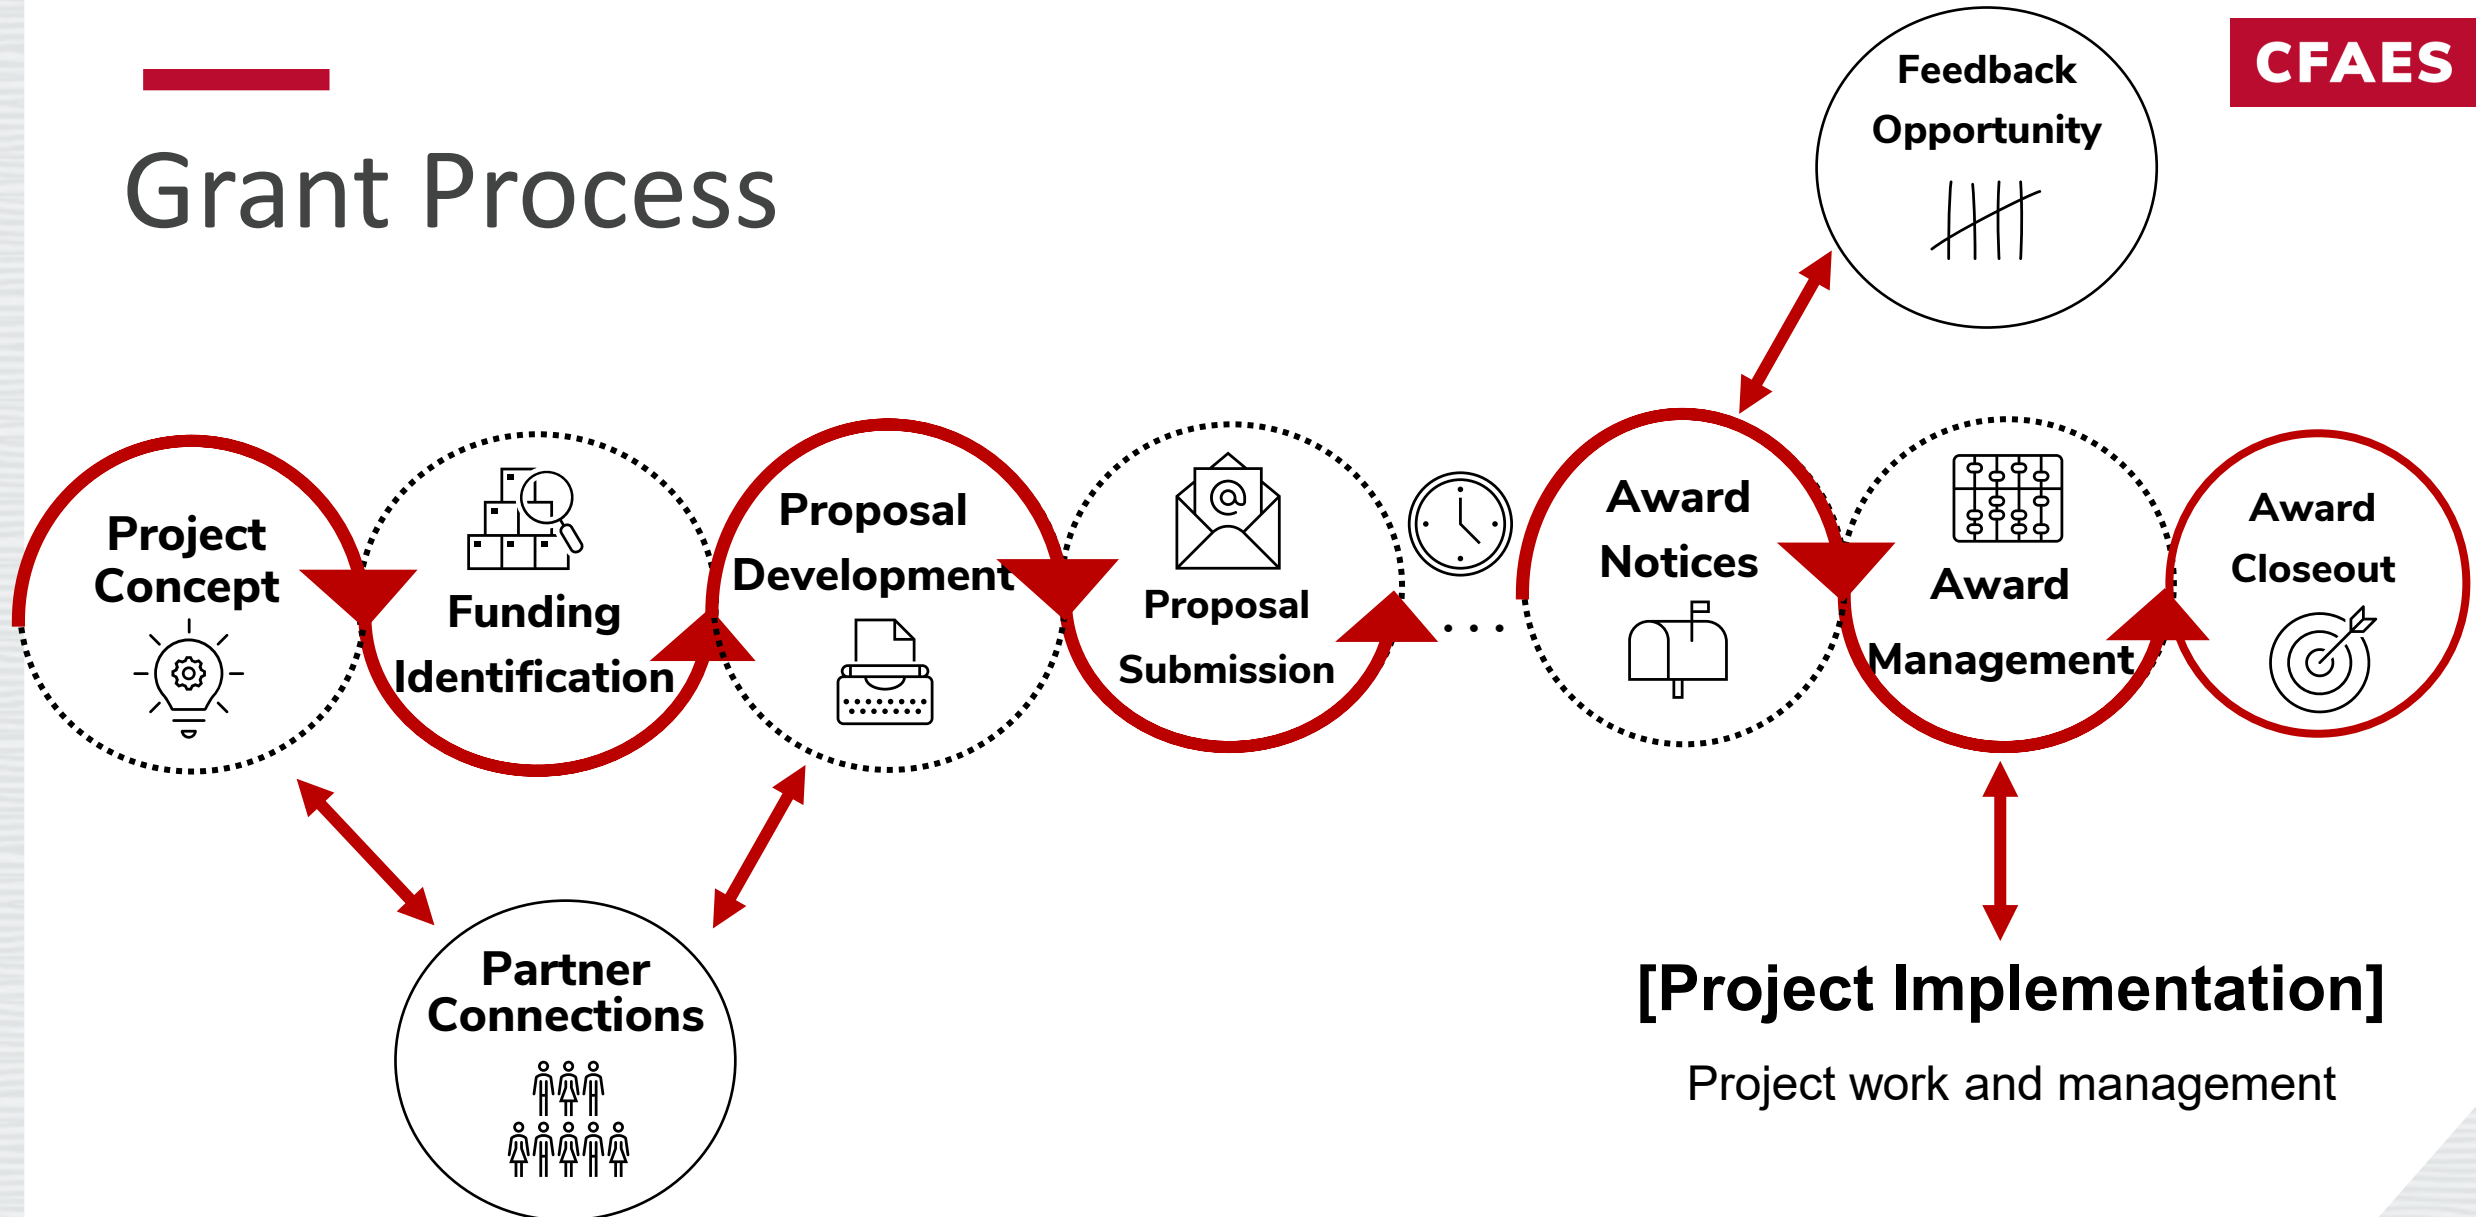 CFAES
Grant Process
Feedback
Opportunity
Project
Concept
Funding
Identification
Proposal
Development
@
Proposal
Submission
. . .
Award
Notices
Award
Management
Award
Closeout
Partner
Connections
[Project Implementation]
Project work and management